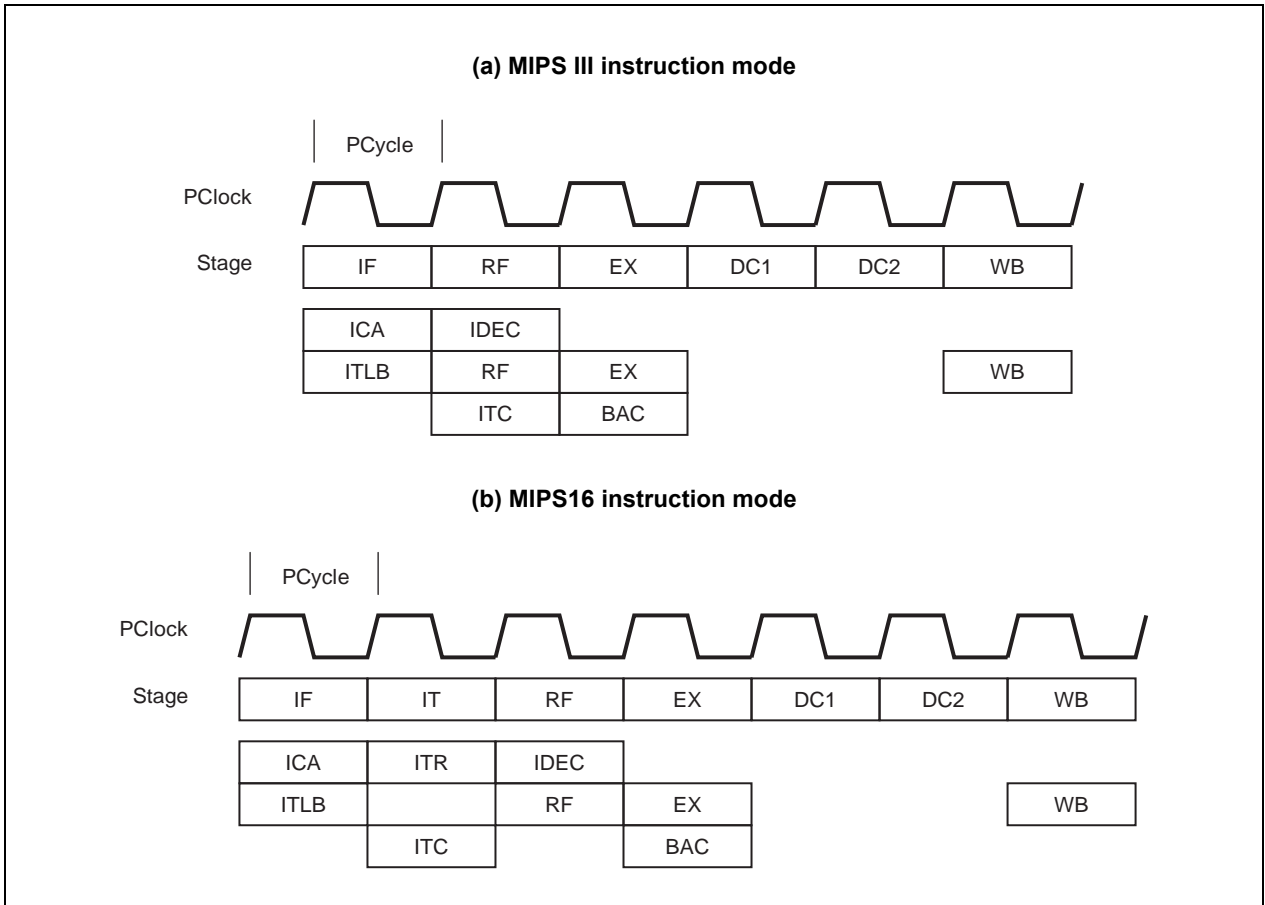 (a) MIPS III instruction mode
PCycle
PClock
Stage IF RF EX DC1 DC2 WB
ICA IDEC
ITLB RF EX WB
ITC BAC
(b) MIPS16 instruction mode
PCycle
PClock
Stage IF IT RF EX DC1 DC2 WB
ICA ITR IDEC
ITLB RF EX WB
ITC BAC